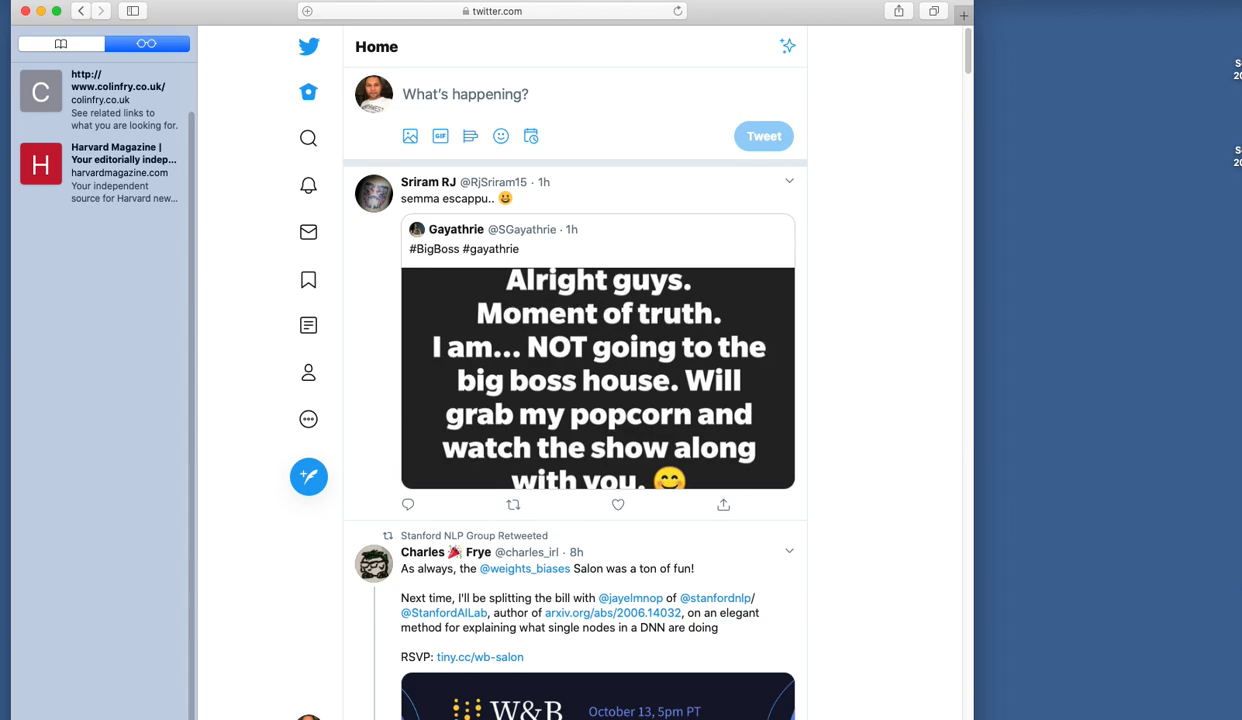 twitter.com
http://
www.colinfry.co.uk/
colinfry.co.uk
See related links to
what you are looking for.
C
Harvard Magazine |
Your editorially indep...
harvardmagazine.com
Your independent
source for Harvard new...
H
Home
What's happening?
GIF
Tweet
Sriram RJ @RjSriram15 · 1h
semma escappu.. 😀
Gayathrie @SGayathrie · 1h
#BigBoss #gayathrie
Alright guys.
Moment of truth.
I am... NOT going to the
big boss house. Will
grab my popcorn and
watch the show along
with you. 😊
Stanford NLP Group Retweeted
Charles 🎉 Frye @charles_irl · 8h
As always, the @weights_biases Salon was a ton of fun!
Next time, I'll be splitting the bill with @jayelmnop of @stanfordnlp/
@StanfordAILab, author of arxiv.org/abs/2006.14032, on an elegant
method for explaining what single nodes in a DNN are doing
RSVP: tiny.cc/wb-salon
W&B
October 13, 5pm PT